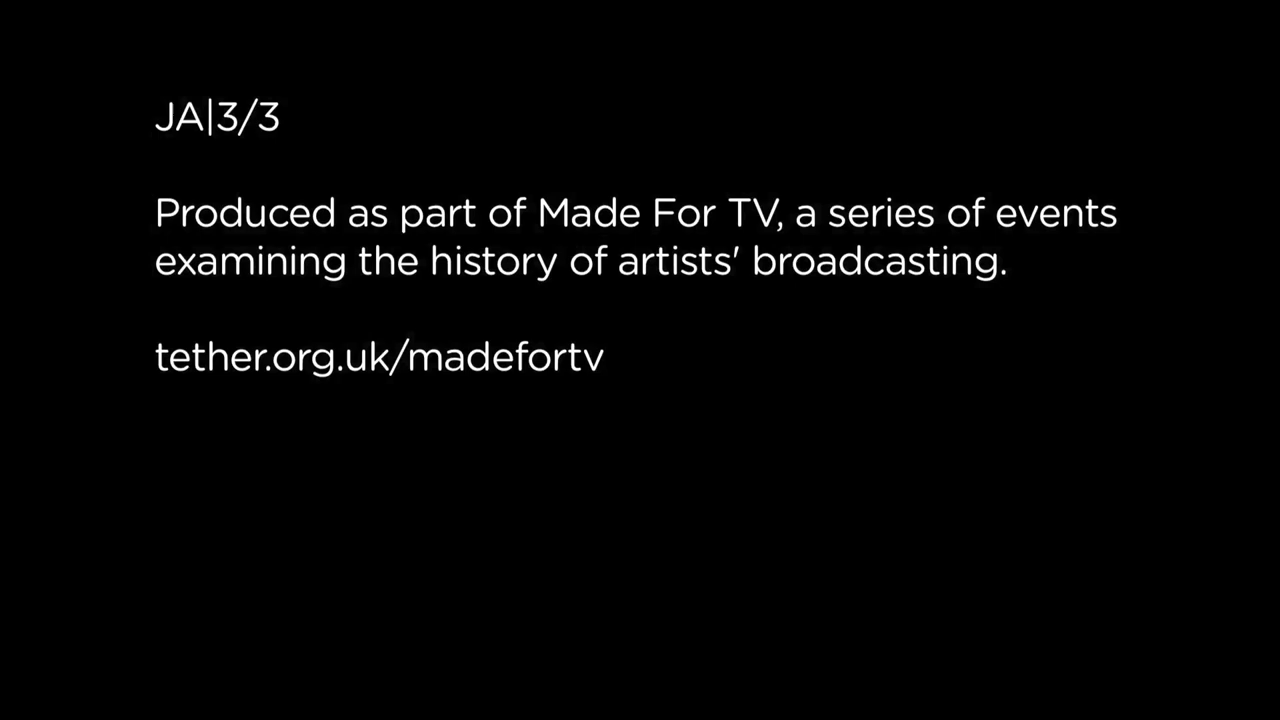 JA|3/3
Produced as part of Made For TV, a series of events
examining the history of artists' broadcasting.
tether.org.uk/madefortv